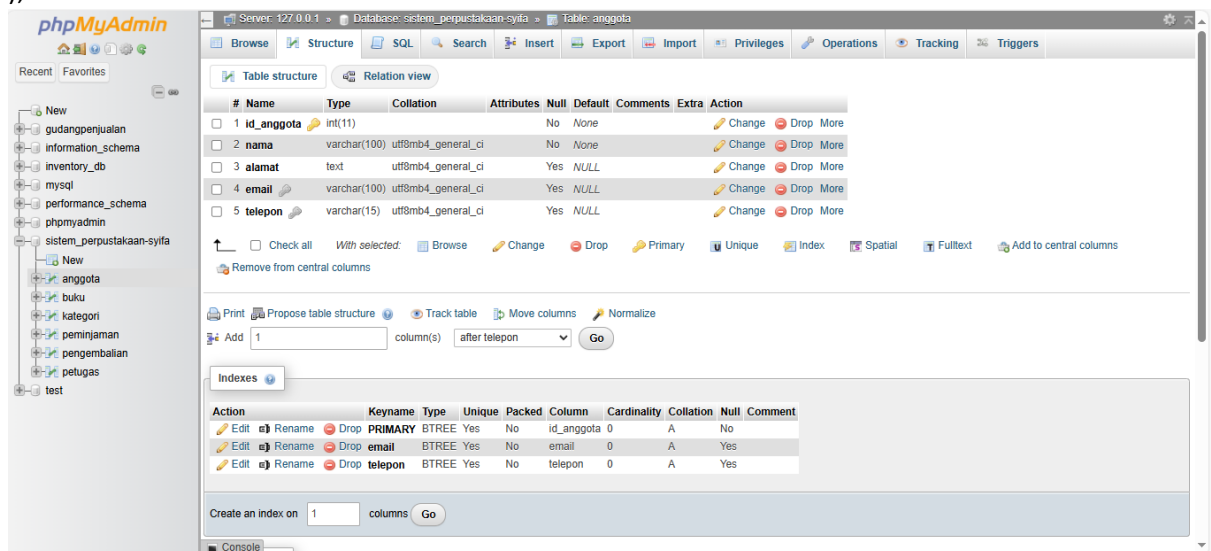 );
phpMyAdmin
Recent Favorites
New
gudangpenjualan
information_schema
inventory_db
mysql
performance_schema
phpmyadmin
sistem_perpustakaan-syifa
New
anggota
buku
kategori
peminjaman
pengembalian
petugas
test
Server: 127.0.0.1 » Database: sistem_perpustakaan-syifa » Table: anggota
Browse Structure SQL Search Insert Export Import Privileges Operations Tracking Triggers
Table structure Relation view
# Name Type Collation Attributes Null Default Comments Extra Action
1 id_anggota int(11) No None Change Drop More
2 nama varchar(100) utf8mb4_general_ci No None Change Drop More
3 alamat text utf8mb4_general_ci Yes NULL Change Drop More
4 email varchar(100) utf8mb4_general_ci Yes NULL Change Drop More
5 telepon varchar(15) utf8mb4_general_ci Yes NULL Change Drop More
Check all With selected: Browse Change Drop Primary Unique Index Spatial Fulltext Add to central columns
Remove from central columns
Print Propose table structure Track table Move columns Normalize
Add 1 column(s) after telepon Go
Indexes
Action Keyname Type Unique Packed Column Cardinality Collation Null Comment
Edit Rename Drop PRIMARY BTREE Yes No id_anggota 0 A No
Edit Rename Drop email BTREE Yes No email 0 A Yes
Edit Rename Drop telepon BTREE Yes No telepon 0 A Yes
Create an index on 1 columns Go
Console